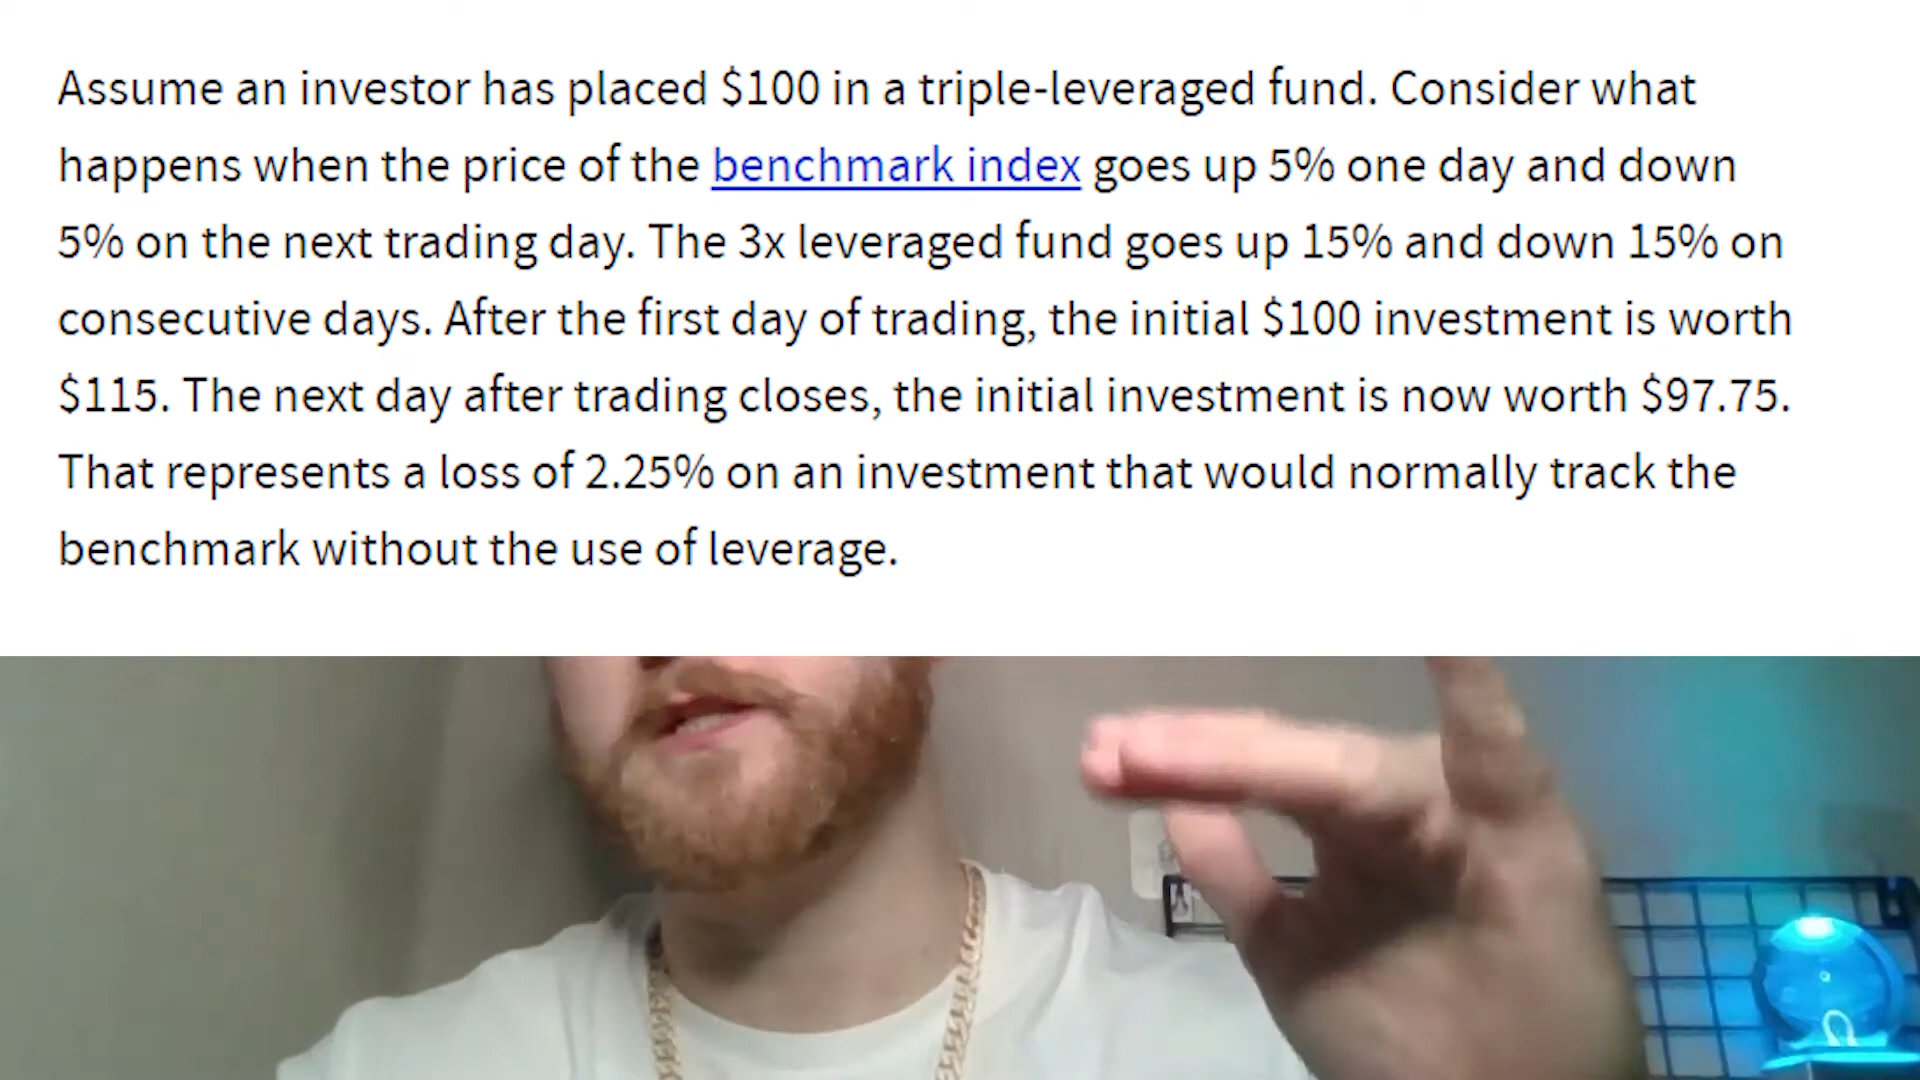 Assume an investor has placed $100 in a triple-leveraged fund. Consider what
happens when the price of the benchmark index goes up 5% one day and down
5% on the next trading day. The 3x leveraged fund goes up 15% and down 15% on
consecutive days. After the first day of trading, the initial $100 investment is worth
$115. The next day after trading closes, the initial investment is now worth $97.75.
That represents a loss of 2.25% on an investment that would normally track the
benchmark without the use of leverage.